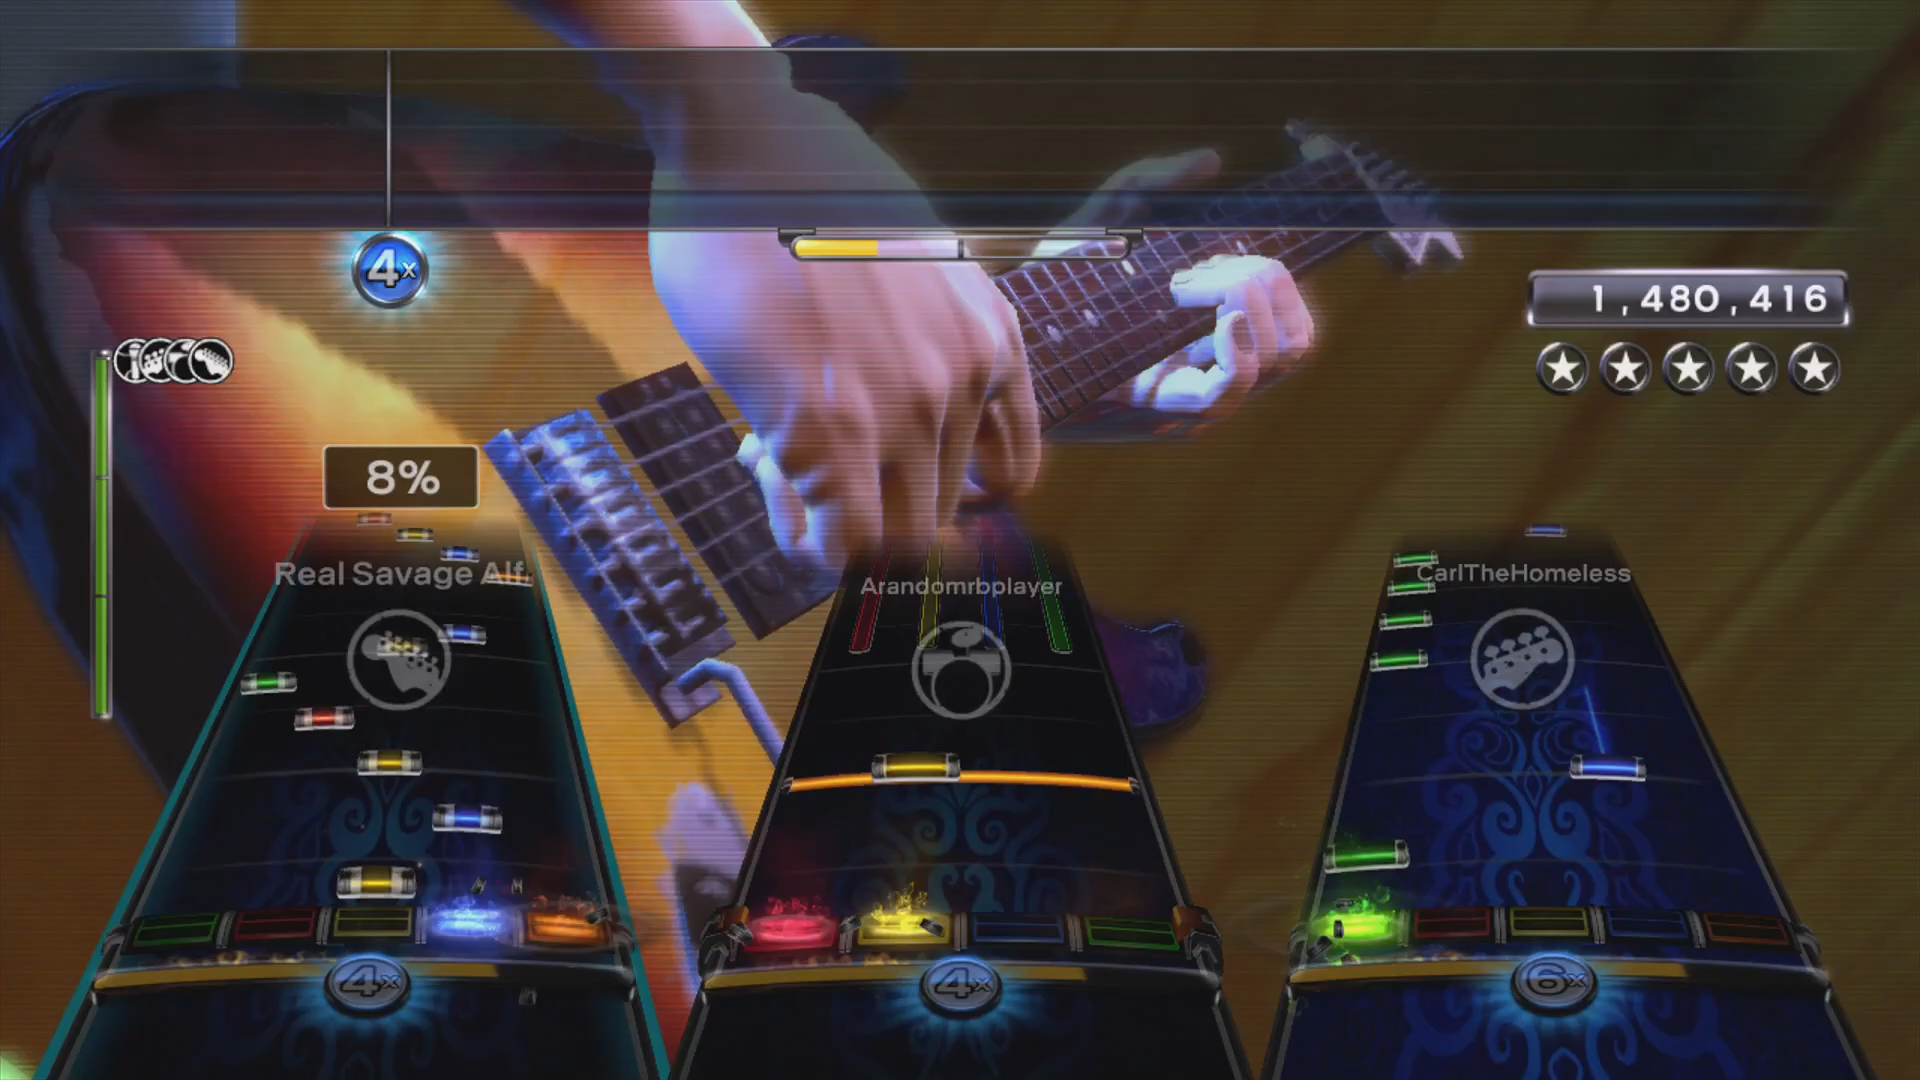 4x
1,480,416
8%
Real Savage Alf
Arandomrbplayer
CarlTheHomeless
4x
4x
6x